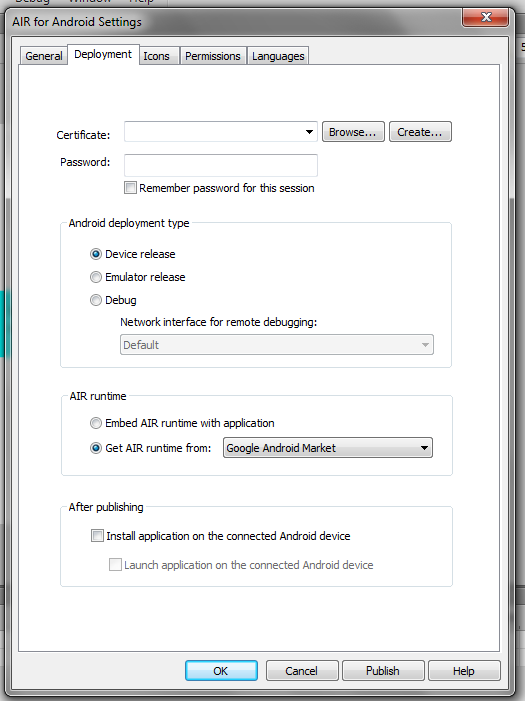 Debug Window Help
AIR for Android Settings
General Deployment Icons Permissions Languages
Certificate: Browse... Create...
Password:
Remember password for this session
Android deployment type
Device release
Emulator release
Debug
Network interface for remote debugging:
Default
AIR runtime
Embed AIR runtime with application
Get AIR runtime from: Google Android Market
After publishing
Install application on the connected Android device
Launch application on the connected Android device
OK Cancel Publish Help